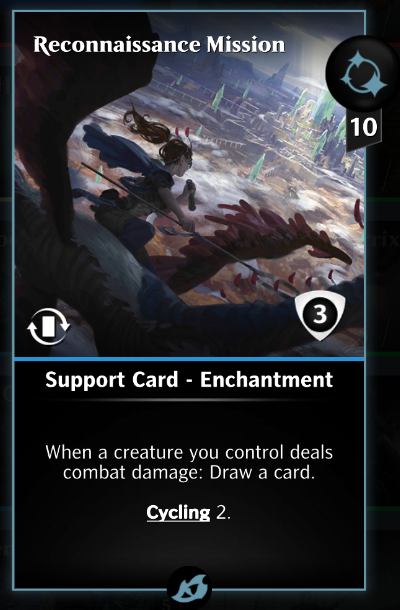 Reconnaissance Mission
10
3
Support Card - Enchantment
When a creature you control deals
combat damage: Draw a card.
Cycling 2.